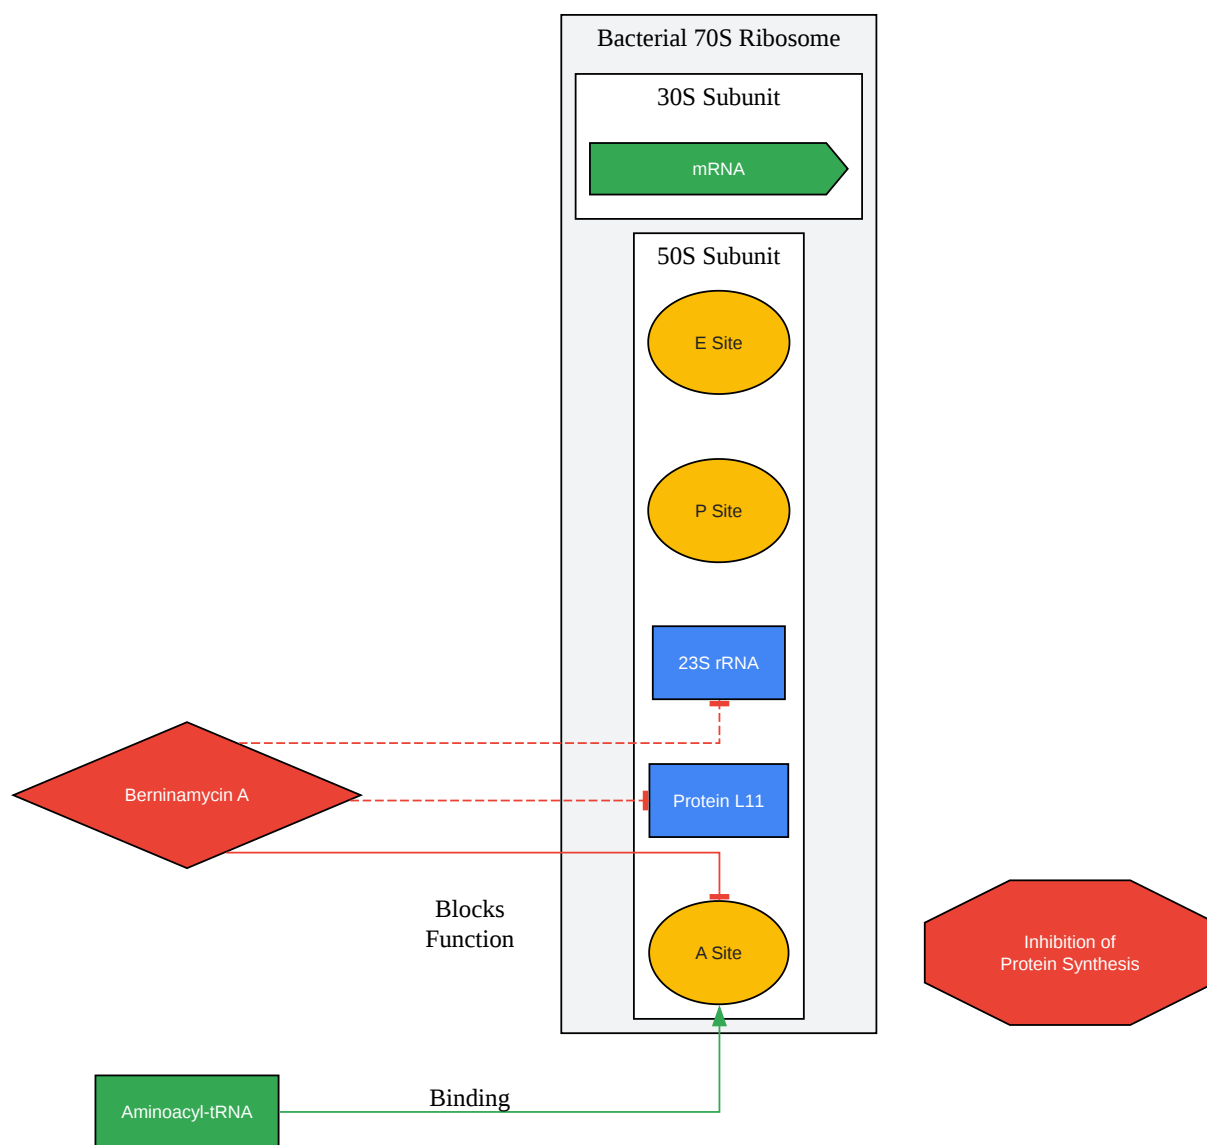 Bacterial 70S Ribosome
30S Subunit
mRNA
50S Subunit
E Site
P Site
23S rRNA
Berninamycin A
Protein L11
Blocks
Function
A Site
Inhibition of
Protein Synthesis
Binding
Aminoacyl-tRNA